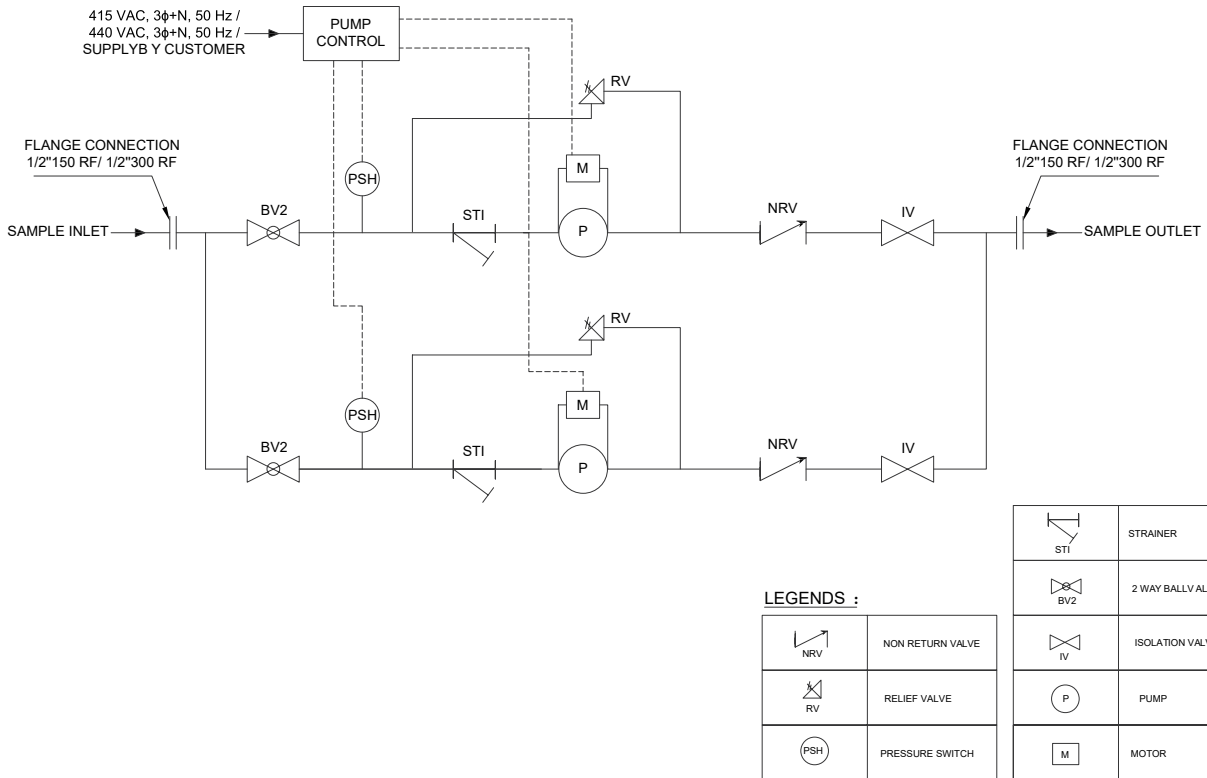 415 VAC, 3ϕ+N, 50 Hz /
440 VAC, 3ϕ+N, 50 Hz /
SUPPLYB Y CUSTOMER
PUMP
CONTROL
RV
FLANGE CONNECTION
1/2"150 RF/ 1/2"300 RF
FLANGE CONNECTION
1/2"150 RF/ 1/2"300 RF
PSH
M
BV2
STI
NRV
IV
SAMPLE INLET
P
SAMPLE OUTLET
RV
PSH
M
BV2
STI
NRV
IV
P
LEGENDS :
NRV
NON RETURN VALVE
RV
RELIEF VALVE
PSH
PRESSURE SWITCH
STI
STRAINER
BV2
2 WAY BALLV AL
IV
ISOLATION VAL
P
PUMP
M
MOTOR